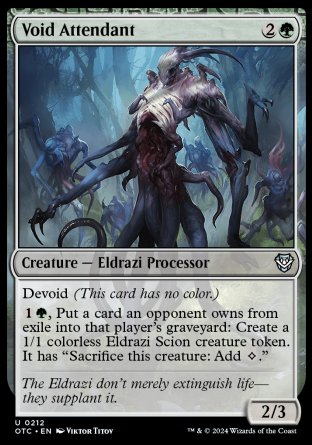 Void Attendant 2
Creature — Eldrazi Processor
Devoid (This card has no color.)
1 , Put a card an opponent owns from
exile into that player's graveyard: Create a
1/1 colorless Eldrazi Scion creature token.
It has “Sacrifice this creature: Add .”
The Eldrazi don't merely extinguish life—
they supplant it.
2/3
U 0212
OTC • EN Viktor Titov
™ & © 2024 Wizards of the Coast